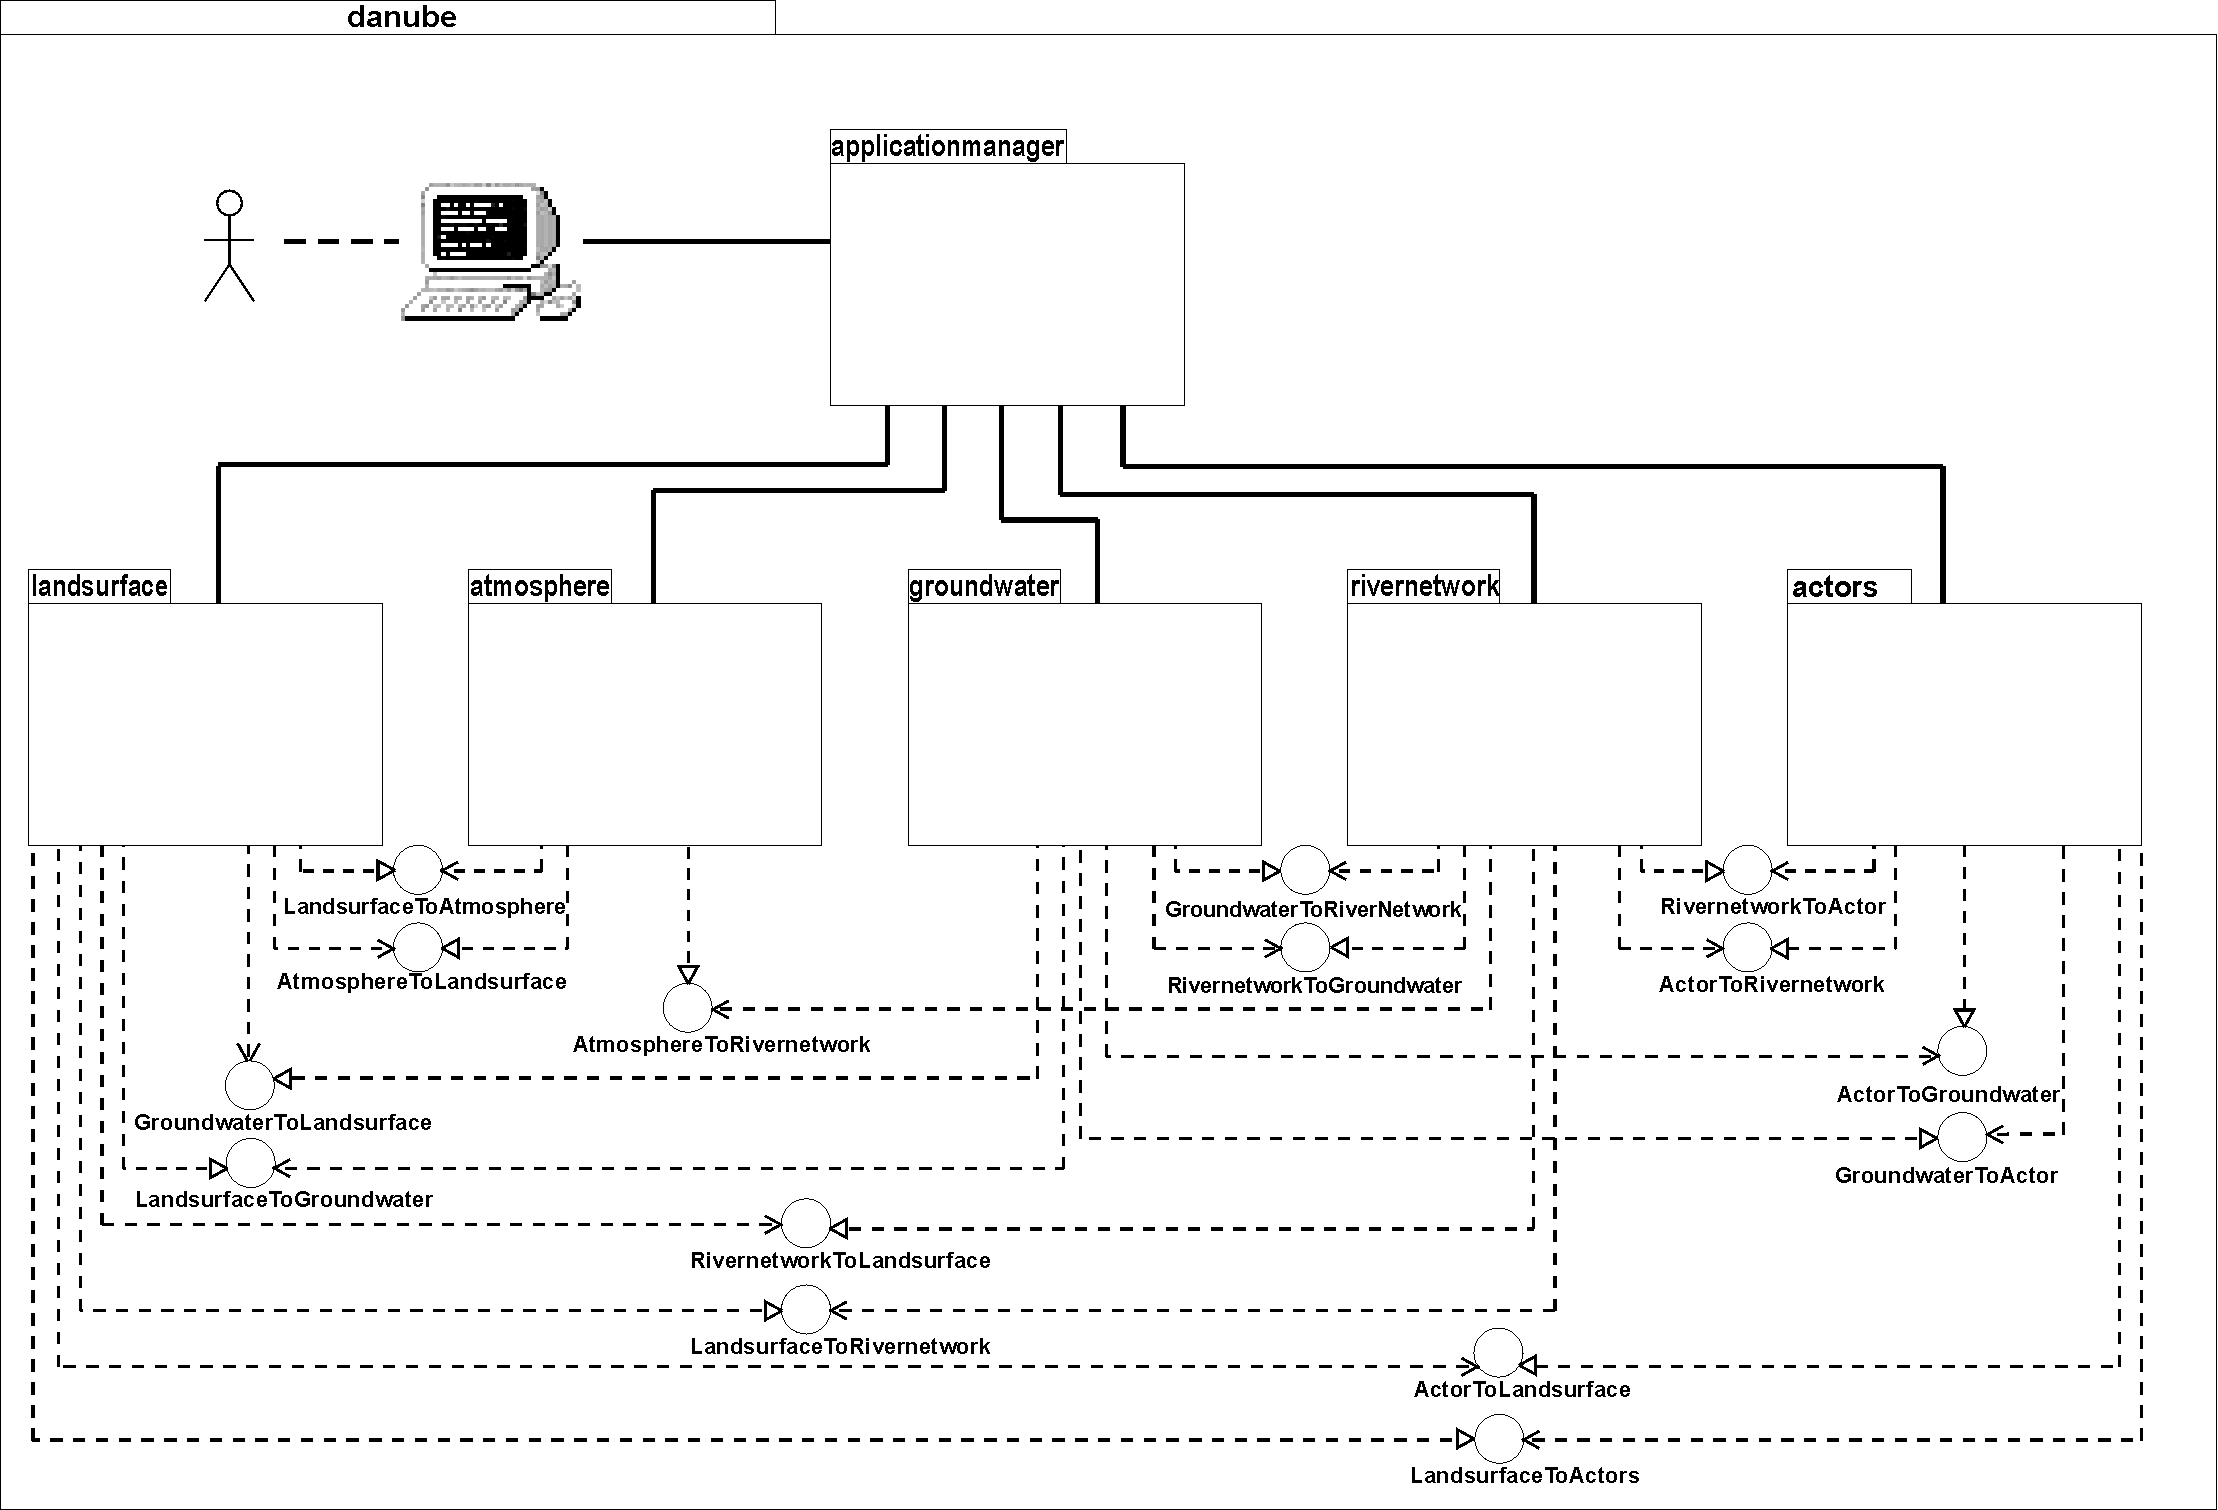 danube
applicationmanager
landsurface
atmosphere
groundwater
rivernetwork
actors
LandsurfaceToAtmosphere
GroundwaterToRiverNetwork
RivernetworkToActor
AtmosphereToLandsurface
RivernetworkToGroundwater
ActorToRivernetwork
AtmosphereToRivernetwork
ActorToGroundwater
GroundwaterToLandsurface
GroundwaterToActor
LandsurfaceToGroundwater
RivernetworkToLandsurface
LandsurfaceToRivernetwork
ActorToLandsurface
LandsurfaceToActors